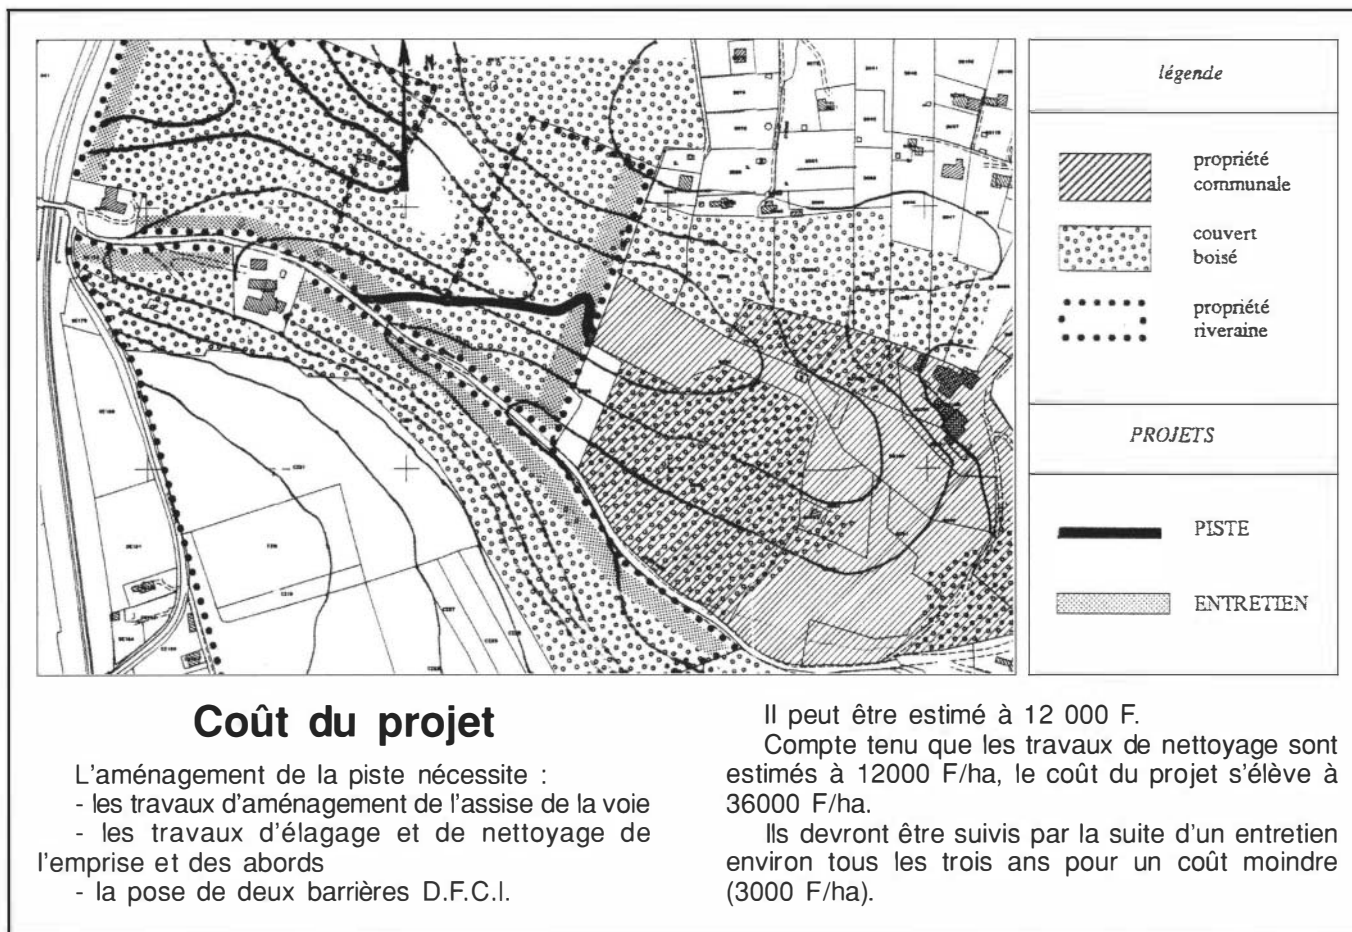 N
légende
propriété
communale
couvert
boisé
propriété
riveraine
PROJETS
PISTE
ENTRETIEN
Coût du projet
L'aménagement de la piste nécessite :
- les travaux d'aménagement de l'assise de la voie
- les travaux d'élagage et de nettoyage de
l'emprise et des abords
- la pose de deux barrières D.F.C.I.
Il peut être estimé à 12 000 F.
Compte tenu que les travaux de nettoyage sont
estimés à 12000 F/ha, le coût du projet s'élève à
36000 F/ha.
Ils devront être suivis par la suite d'un entretien
environ tous les trois ans pour un coût moindre
(3000 F/ha).